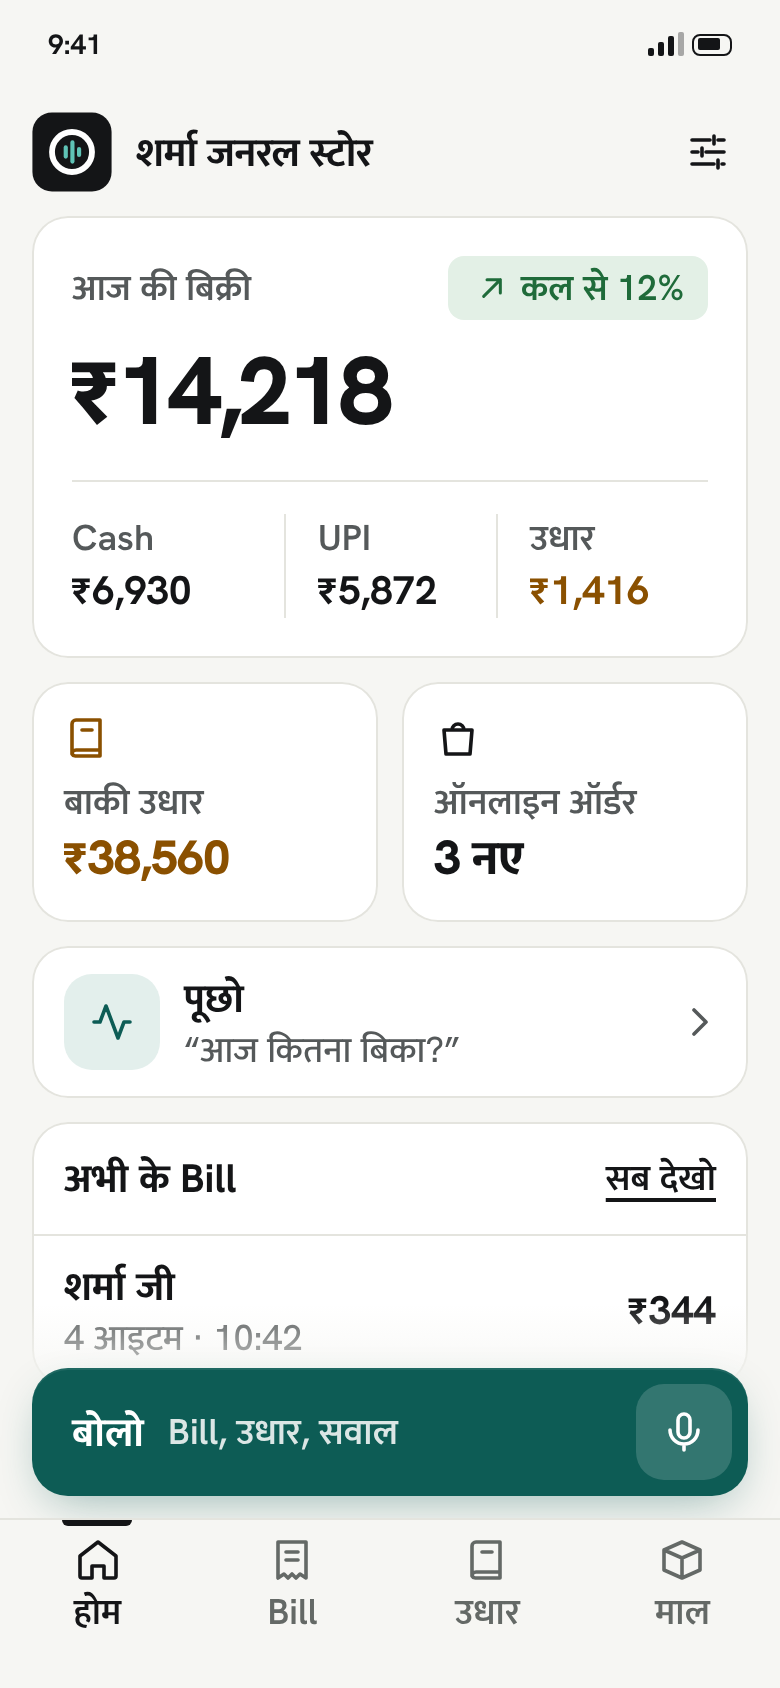 9:41
शर्मा जनरल स्टोर
आज की बिक्री
कल से 12%
₹14,218
Cash
UPI
उधार
₹6,930
₹5,872
₹1,416
बाकी उधार
₹38,560
ऑनलाइन ऑर्डर
3 नए
पूछो
“आज कितना बिका?”
अभी के Bill
सब देखो
शर्मा जी
₹344
4 आइटम · 10:42
बोलो Bill, उधार, सवाल
होम
Bill
उधार
माल